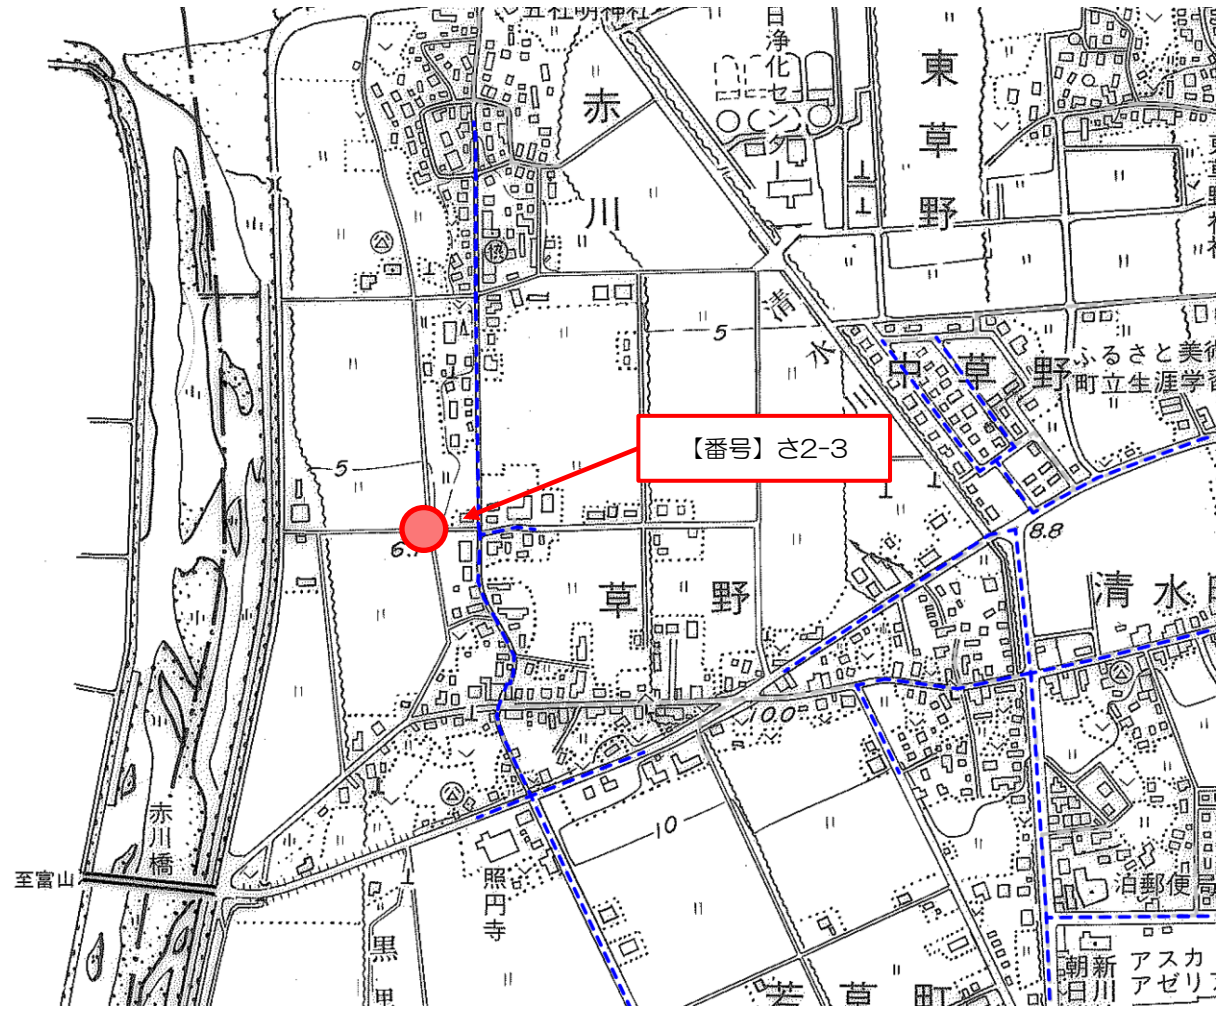 五社明神社
赤川
浄化センタ
東草野
清水川
5
中草野
ふるさと美術
町立生涯学習
【番号】さ2-3
5
8.8
草野
清水
10.0
赤川橋
10
至富山
照円寺
泊郵便局
黒
若草町
朝日
新川
アスカ
アゼリア